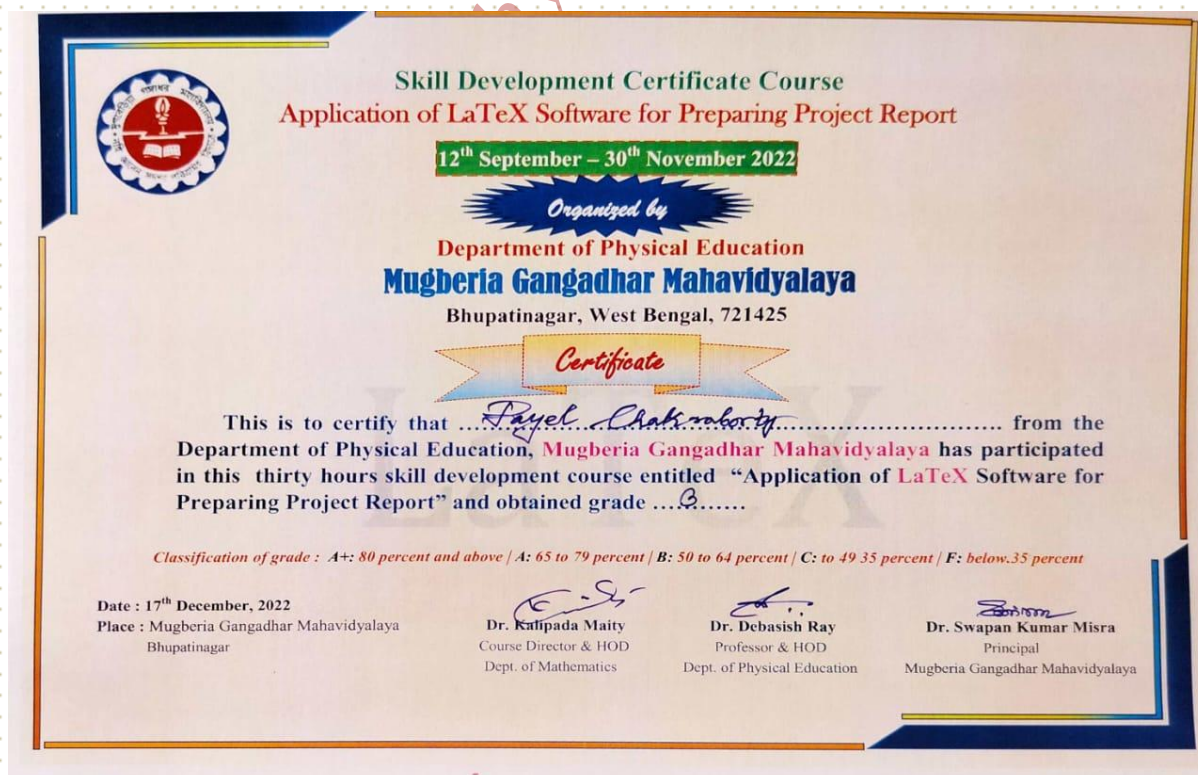 Skill Development Certificate Course
Application of LaTeX Software for Preparing Project Report
12th September – 30th November 2022
Organized by
Department of Physical Education
Mugberia Gangadhar Mahavidyalaya
Bhupatinagar, West Bengal, 721425
Certificate
LaTeX
This is to certify that ...Payel Chakraborty................................ from the
Department of Physical Education, Mugberia Gangadhar Mahavidyalaya has participated
in this thirty hours skill development course entitled “Application of LaTeX Software for
Preparing Project Report” and obtained grade ....B.......
Classification of grade : A+: 80 percent and above | A: 65 to 79 percent | B: 50 to 64 percent | C: to 49 35 percent | F: below.35 percent
Date : 17th December, 2022
Place : Mugberia Gangadhar Mahavidyalaya
Bhupatinagar
Dr. Kalipada Maity
Course Director & HOD
Dept. of Mathematics
Dr. Debasish Ray
Professor & HOD
Dept. of Physical Education
Dr. Swapan Kumar Misra
Principal
Mugberia Gangadhar Mahavidyalaya